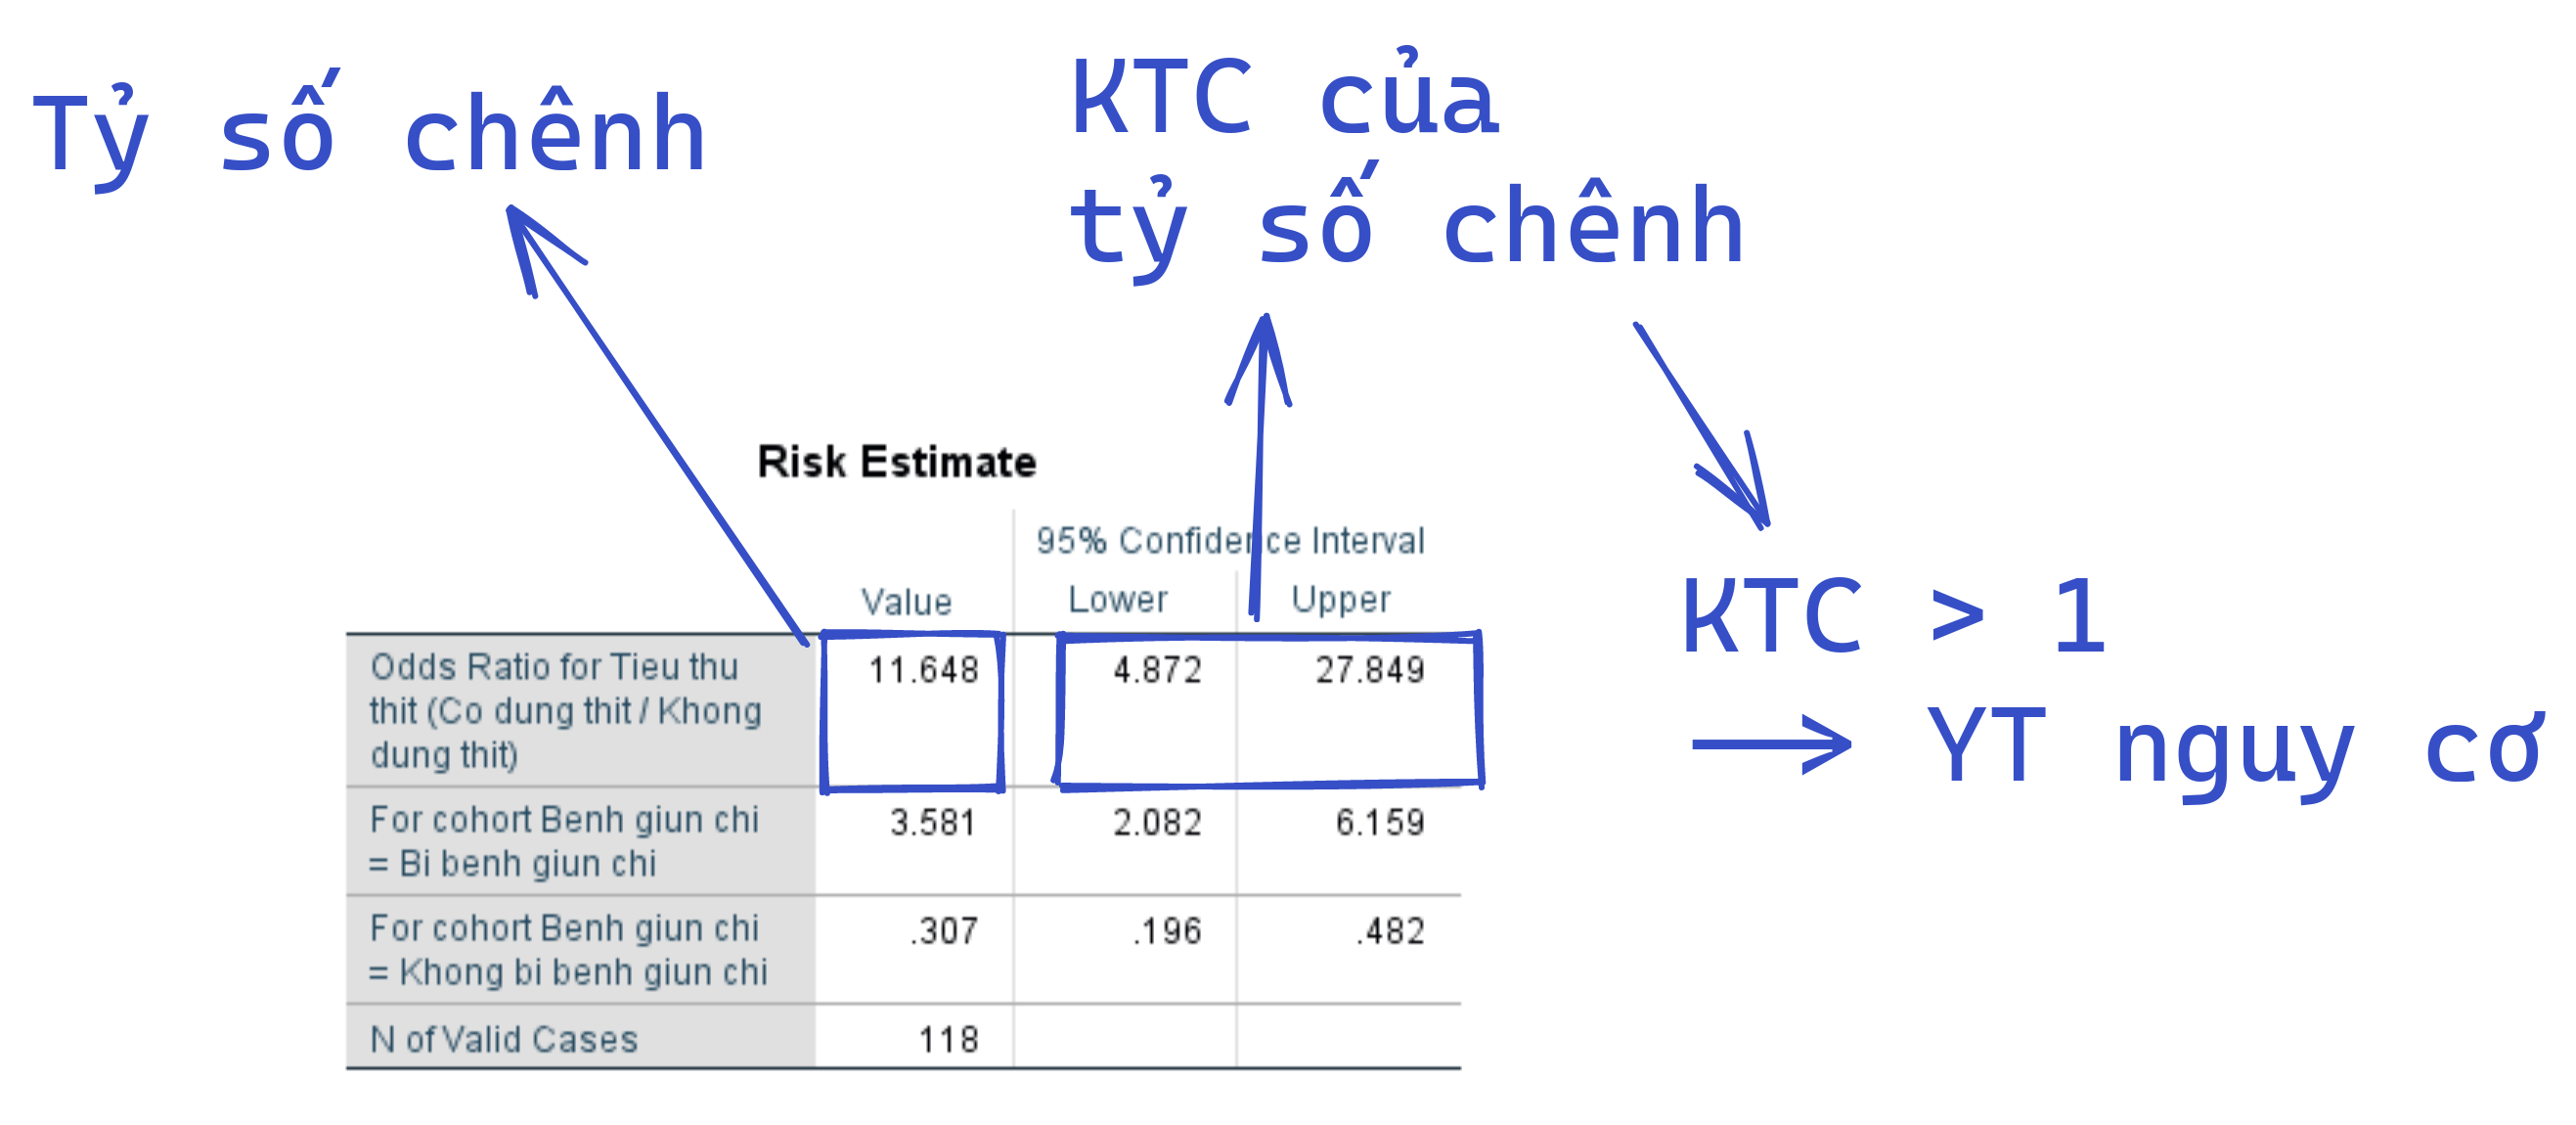 Tỷ số chênh
KTC của
tỷ số chênh
Risk Estimate
95% Confidence Interval
Value Lower Upper
Odds Ratio for Tieu thu
thit (Co dung thit / Khong
dung thit)
11.648 4.872 27.849
For cohort Benh giun chi
= Bi benh giun chi
3.581 2.082 6.159
For cohort Benh giun chi
= Khong bi benh giun chi
.307 .196 .482
N of Valid Cases 118
KTC > 1
→ YT nguy cơ